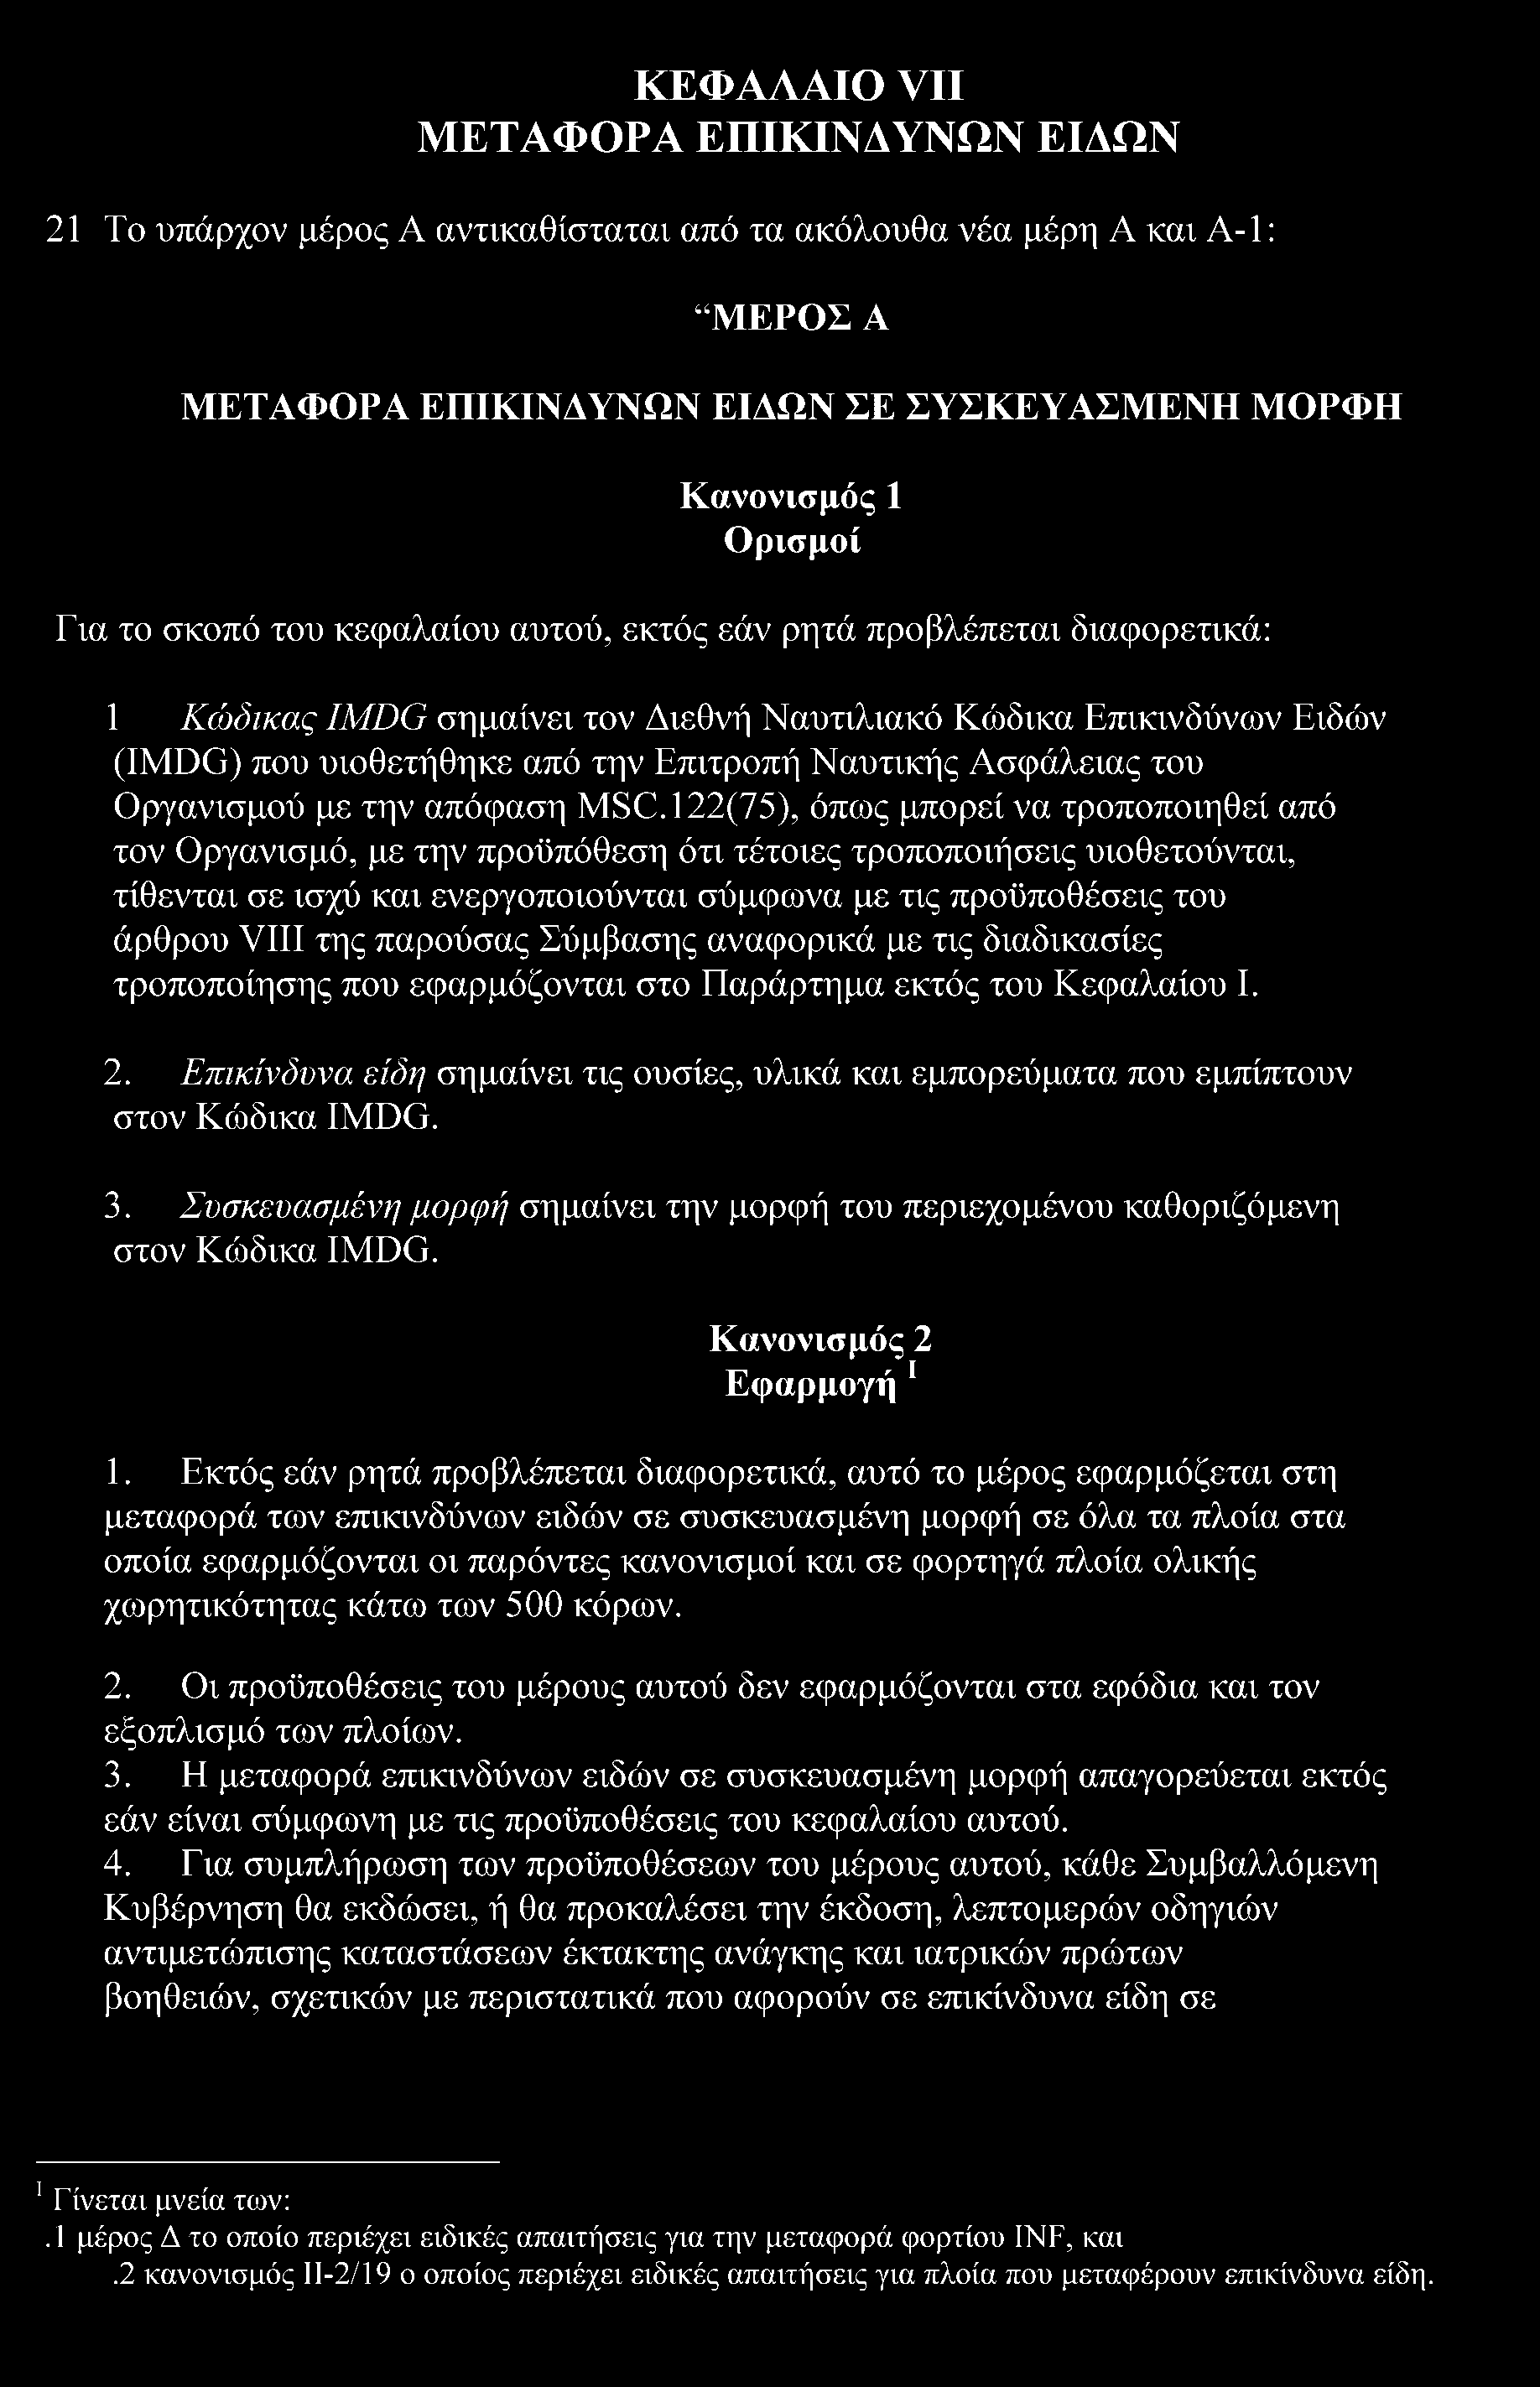 ΚΕΦΑΛΑΙΟ VII
ΜΕΤΑΦΟΡΑ ΕΠΙΚΙΝΔΥΝΩΝ ΕΙΔΩΝ
21 Το υπάρχον μέρος Α αντικαθίσταται από τα ακόλουθα νέα μέρη Α και Α-1:
“ΜΕΡΟΣ Α
ΜΕΤΑΦΟΡΑ ΕΠΙΚΙΝΔΥΝΩΝ ΕΙΔΩΝ ΣΕ ΣΥΣΚΕΥΑΣΜΕΝΗ ΜΟΡΦΗ
Κανονισμός 1
Ορισμοί
Για το σκοπό του κεφαλαίου αυτού, εκτός εάν ρητά προβλέπεται διαφορετικά:
1 Κώδικας IMDG σημαίνει τον Διεθνή Ναυτιλιακό Κώδικα Επικινδύνων Ειδών
(IMDG) που υιοθετήθηκε από την Επιτροπή Ναυτικής Ασφάλειας του
Οργανισμού με την απόφαση MSC.122(75), όπως μπορεί να τροποποιηθεί από
τον Οργανισμό, με την προϋπόθεση ότι τέτοιες τροποποιήσεις υιοθετούνται,
τίθενται σε ισχύ και ενεργοποιούνται σύμφωνα με τις προϋποθέσεις του
άρθρου VIII της παρούσας Σύμβασης αναφορικά με τις διαδικασίες
τροποποίησης που εφαρμόζονται στο Παράρτημα εκτός του Κεφαλαίου Ι.
2. Επικίνδυνα είδη σημαίνει τις ουσίες, υλικά και εμπορεύματα που εμπίπτουν
στον Κώδικα IMDG.
3. Συσκευασμένη μορφή σημαίνει την μορφή του περιεχομένου καθοριζόμενη
στον Κώδικα IMDG.
Κανονισμός 2
Εφαρμογή I
1. Εκτός εάν ρητά προβλέπεται διαφορετικά, αυτό το μέρος εφαρμόζεται στη
μεταφορά των επικινδύνων ειδών σε συσκευασμένη μορφή σε όλα τα πλοία στα
οποία εφαρμόζονται οι παρόντες κανονισμοί και σε φορτηγά πλοία ολικής
χωρητικότητας κάτω των 500 κόρων.
2. Οι προϋποθέσεις του μέρους αυτού δεν εφαρμόζονται στα εφόδια και τον
εξοπλισμό των πλοίων.
3. Η μεταφορά επικινδύνων ειδών σε συσκευασμένη μορφή απαγορεύεται εκτός
εάν είναι σύμφωνη με τις προϋποθέσεις του κεφαλαίου αυτού.
4. Για συμπλήρωση των προϋποθέσεων του μέρους αυτού, κάθε Συμβαλλόμενη
Κυβέρνηση θα εκδώσει, ή θα προκαλέσει την έκδοση, λεπτομερών οδηγιών
αντιμετώπισης καταστάσεων έκτακτης ανάγκης και ιατρικών πρώτων
βοηθειών, σχετικών με περιστατικά που αφορούν σε επικίνδυνα είδη σε
I Γίνεται μνεία των:
.1 μέρος Δ το οποίο περιέχει ειδικές απαιτήσεις για την μεταφορά φορτίου INF, και
.2 κανονισμός II-2/19 ο οποίος περιέχει ειδικές απαιτήσεις για πλοία που μεταφέρουν επικίνδυνα είδη.